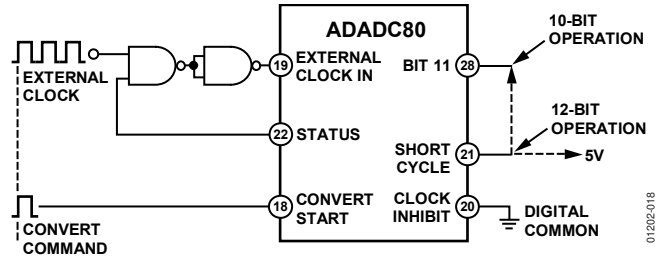 ADADC80
10-BIT
OPERATION
EXTERNAL
CLOCK
19
EXTERNAL
CLOCK IN
BIT 11
28
12-BIT
OPERATION
22
STATUS
SHORT
CYCLE
21
5V
18
CONVERT
START
CLOCK
INHIBIT
20
DIGITAL
COMMON
CONVERT
COMMAND
01202-018